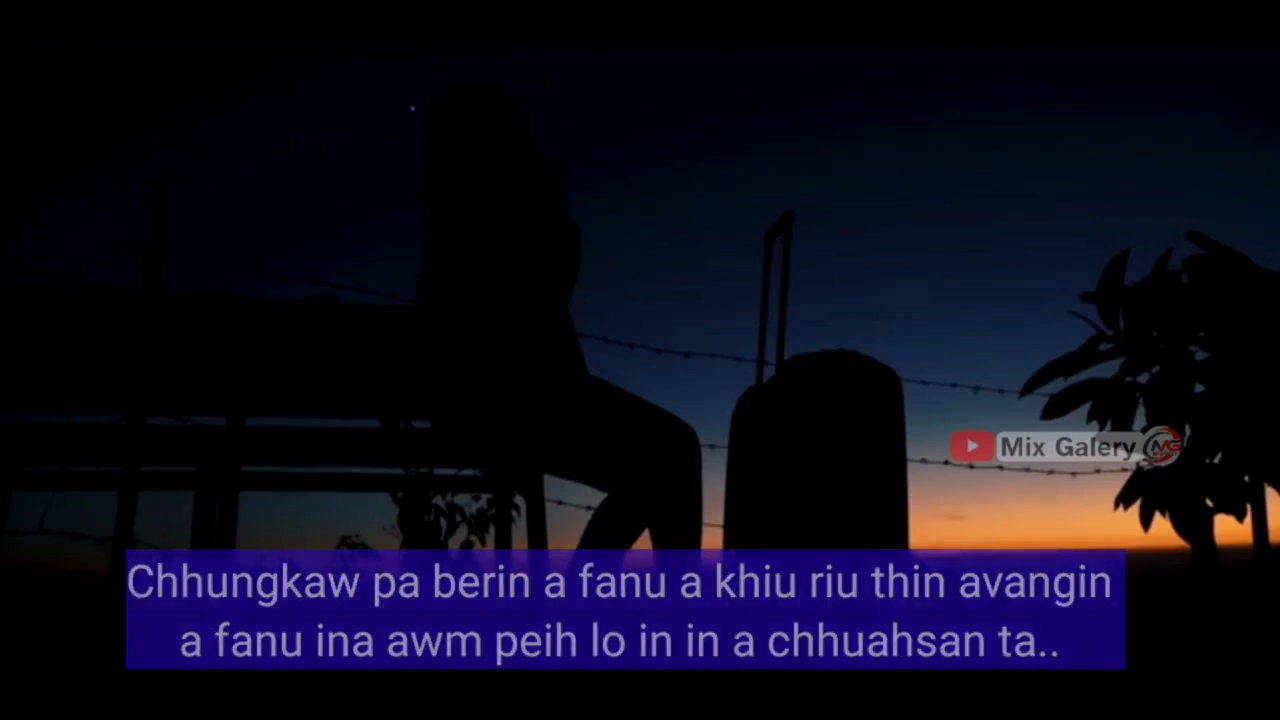 Mix Galery
MG
Chhungkaw pa berin a fanu a khiu riu thin avangin
a fanu ina awm peih lo in in a chhuahsan ta..